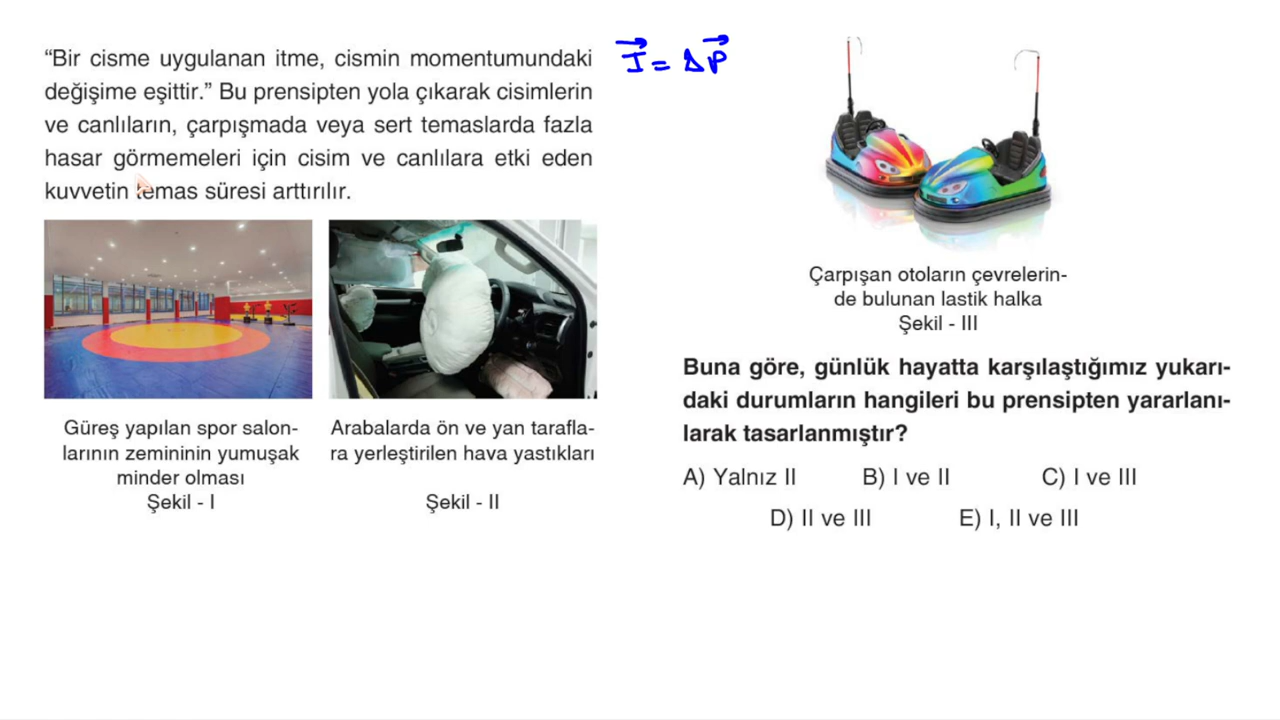 “Bir cisme uygulanan itme, cismin momentumundaki
değişime eşittir.” Bu prensipten yola çıkarak cisimlerin
ve canlıların, çarpışmada veya sert temaslarda fazla
hasar görmemeleri için cisim ve canlılara etki eden
kuvvetin temas süresi arttırılır.
I = ΔP
Güreş yapılan spor salon-
larının zemininin yumuşak
minder olması
Şekil - I
Arabalarda ön ve yan tarafla-
ra yerleştirilen hava yastıkları
Şekil - II
Çarpışan otoların çevrelerin-
de bulunan lastik halka
Şekil - III
Buna göre, günlük hayatta karşılaştığımız yukarı-
daki durumların hangileri bu prensipten yararlanı-
larak tasarlanmıştır?
A) Yalnız II B) I ve II C) I ve III
D) II ve III E) I, II ve III